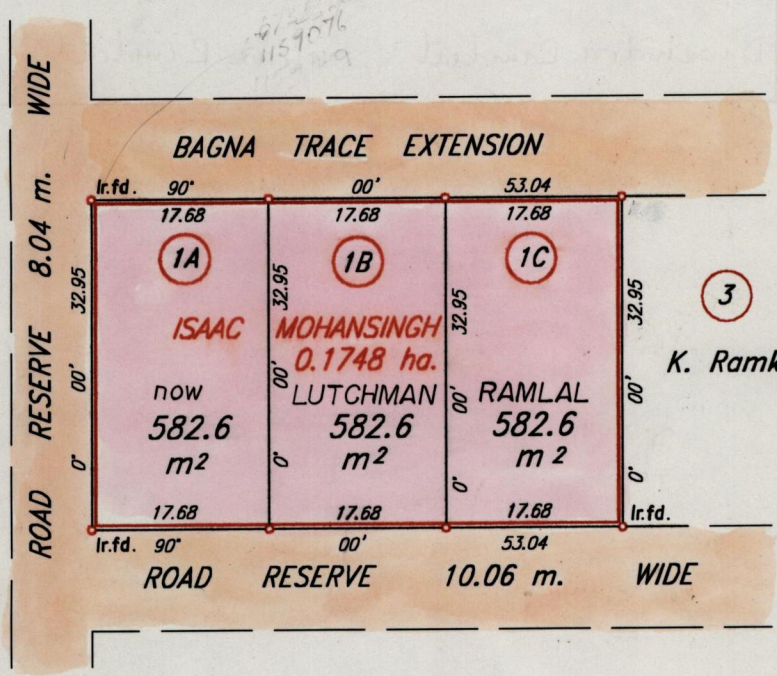 1157076
BAGNA TRACE EXTENSION
Ir.fd. 90° 00' 53.04
17.68 17.68 17.68
1A 1B 1C
ROAD RESERVE 8.04 m. WIDE
32.95 32.95 32.95 32.95
3
ISAAC MOHANSINGH
0.1748 ha.
K. Ramk
now LUTCHMAN RAMLAL
582.6 582.6 582.6
m² m² m 2
0° 00' 0° 00' 0° 00' 0° 00'
17.68 17.68 17.68
Ir.fd.
Ir.fd. 90° 00' 53.04
ROAD RESERVE 10.06 m. WIDE